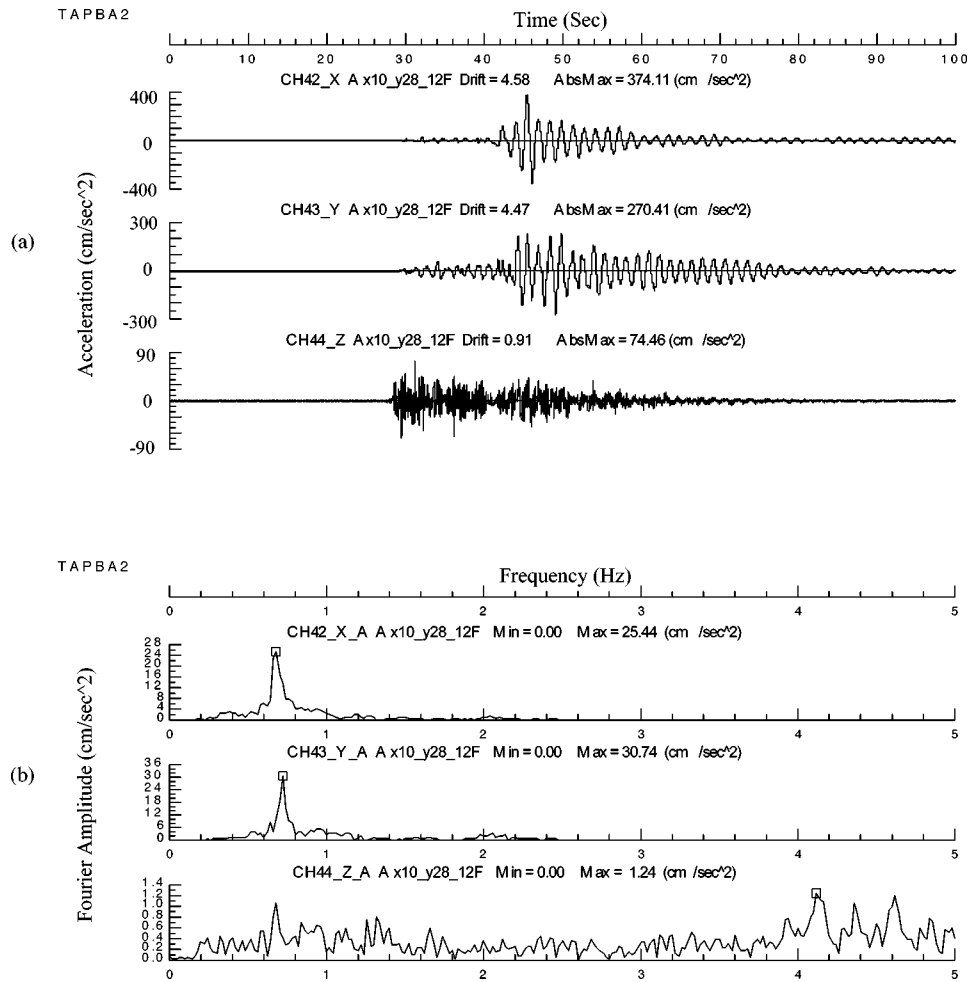 TAPBA2
Time (Sec)
0 10 20 30 40 50 60 70 80 90 100
CH42_X A x10_y28_12F Drift = 4.58 AbsMax = 374.11 (cm /sec^2)
400
0
-400
CH43_Y A x10_y28_12F Drift = 4.47 AbsMax = 270.41 (cm /sec^2)
300
0
-300
(a)
Acceleration (cm/sec^2)
CH44_Z A x10_y28_12F Drift = 0.91 AbsMax = 74.46 (cm /sec^2)
90
0
-90
TAPBA2
Frequency (Hz)
0 1 2 3 4 5
CH42_X_A A x10_y28_12F Min = 0.00 Max = 25.44 (cm /sec^2)
28
24
20
16
12
8
4
0
0 1 2 3 4 5
CH43_Y_A A x10_y28_12F Min = 0.00 Max = 30.74 (cm /sec^2)
36
30
24
18
12
6
0
0 1 2 3 4 5
(b)
Fourier Amplitude (cm/sec^2)
CH44_Z_A A x10_y28_12F Min = 0.00 Max = 1.24 (cm /sec^2)
1.4
1.2
1.0
0.8
0.6
0.4
0.2
0.0
0 1 2 3 4 5